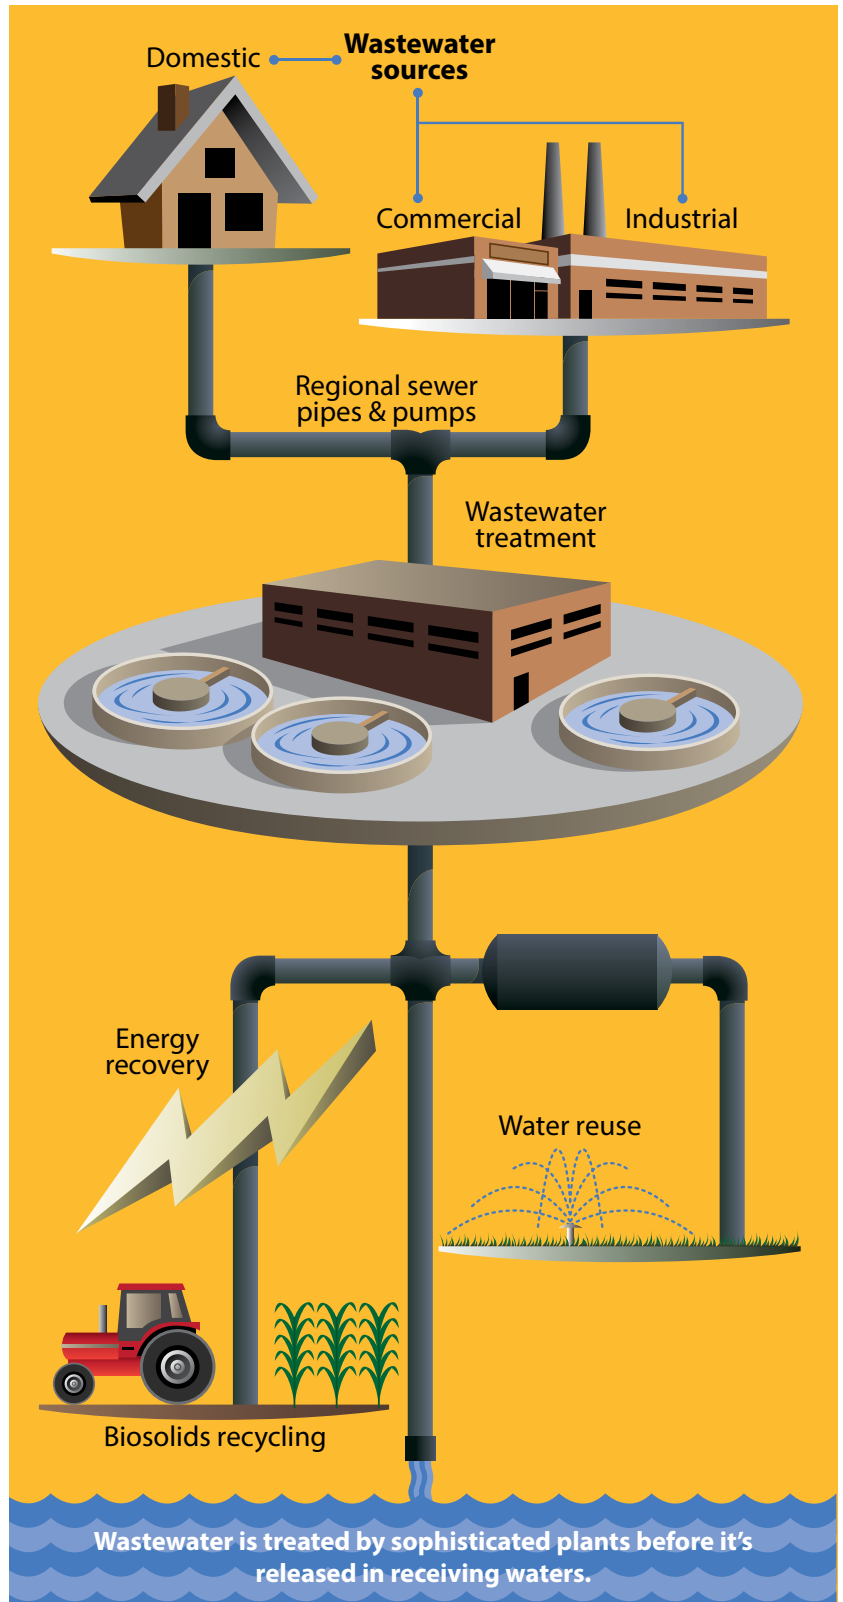 Domestic
Wastewater
sources
Commercial
Industrial
Regional sewer
pipes & pumps
Wastewater
treatment
Energy
recovery
Water reuse
Biosolids recycling
Wastewater is treated by sophisticated plants before it’s
released in receiving waters.